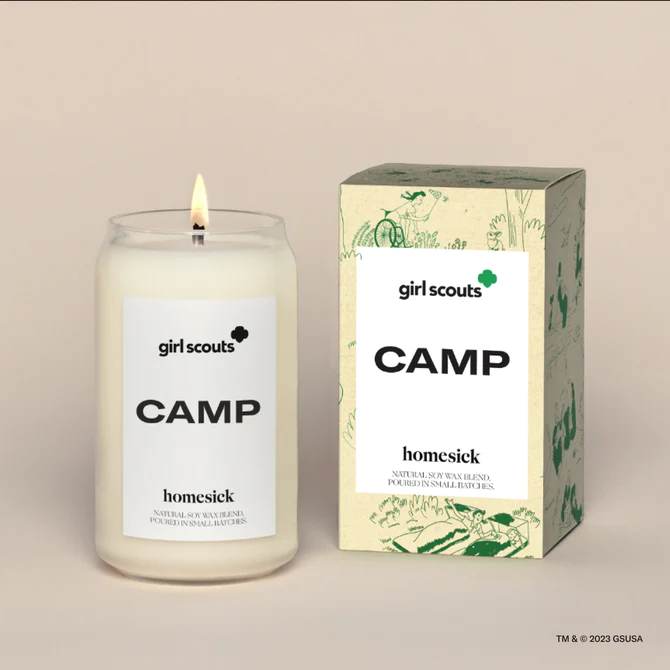 girl scouts
CAMP
homesick
NATURAL SOY WAX BLEND.
POURED IN SMALL BATCHES.
girl scouts
CAMP
homesick
NATURAL SOY WAX BLEND.
POURED IN SMALL BATCHES.
TM & © 2023 GSUSA